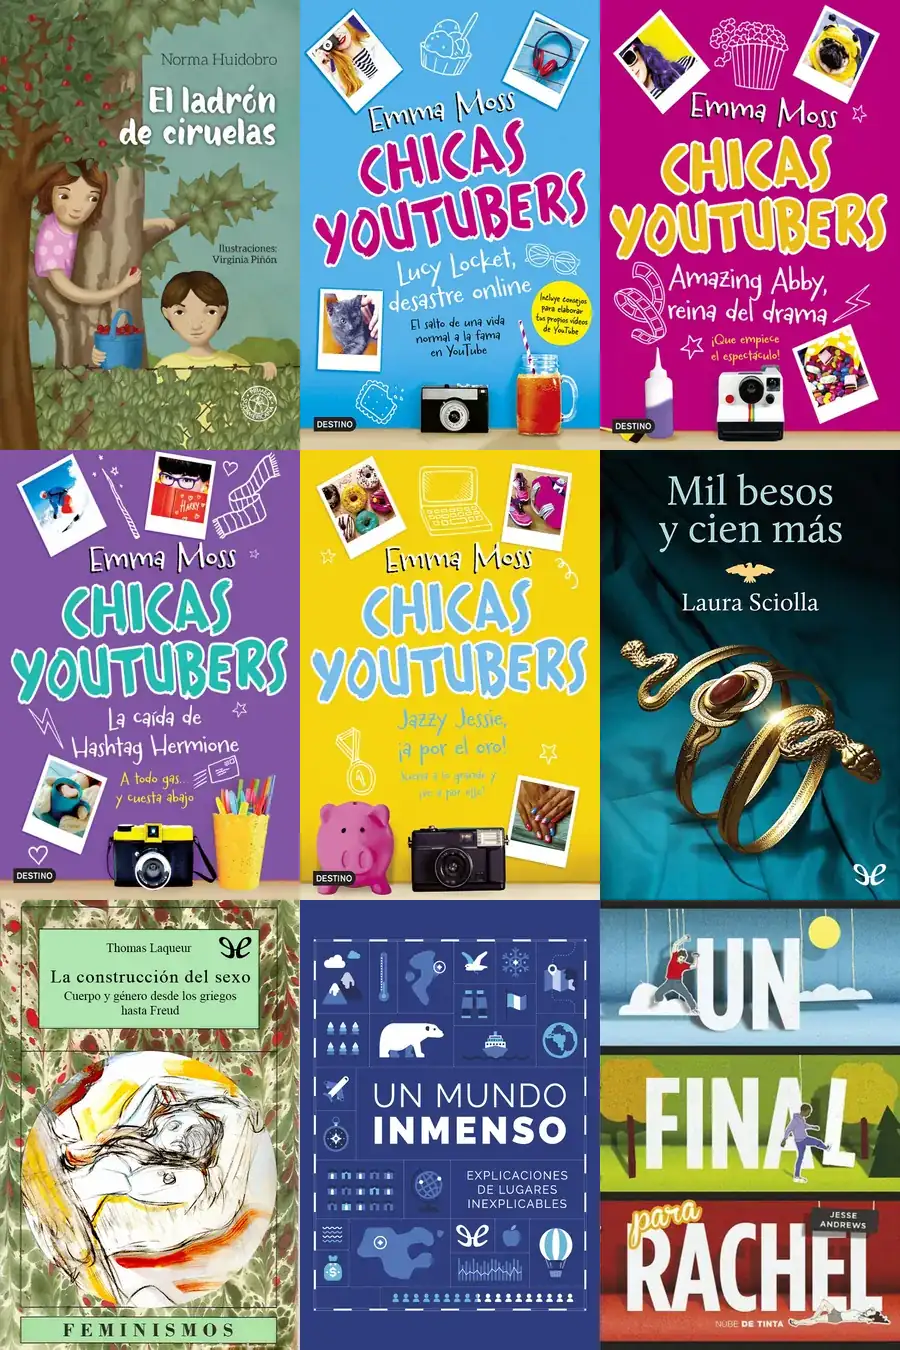 Norma Huidobro
El ladrón
de ciruelas
Ilustraciones:
Virginia Piñón
Emma Moss
CHICAS
YOUTUBERS
Lucy Locket,
desastre online
El salto de una vida
normal a la fama
en YouTube
Incluye consejos
para elaborar
tus propios vídeos
de YouTube
DESTINO
Emma Moss
CHICAS
YOUTUBERS
Amazing Abby,
reina del drama
¡Que empiece
el espectáculo!
DESTINO
HARRY
Emma Moss
CHICAS
YOUTUBERS
La caída de
Hashtag Hermione
A todo gas...
y cuesta abajo
DESTINO
Emma Moss
CHICAS
YOUTUBERS
Jazzy Jessie,
¡a por el oro!
DESTINO
Mil besos
y cien más
Laura Sciolla
Thomas Laqueur
La construcción del sexo
Cuerpo y género desde los griegos
hasta Freud
FEMINISMOS
UN MUNDO
INMENSO
EXPLICACIONES
DE LUGARES
INEXPLICABLES
UN
FINAL
para
RACHEL
JESSE
ANDREWS
NUBE DE TINTA